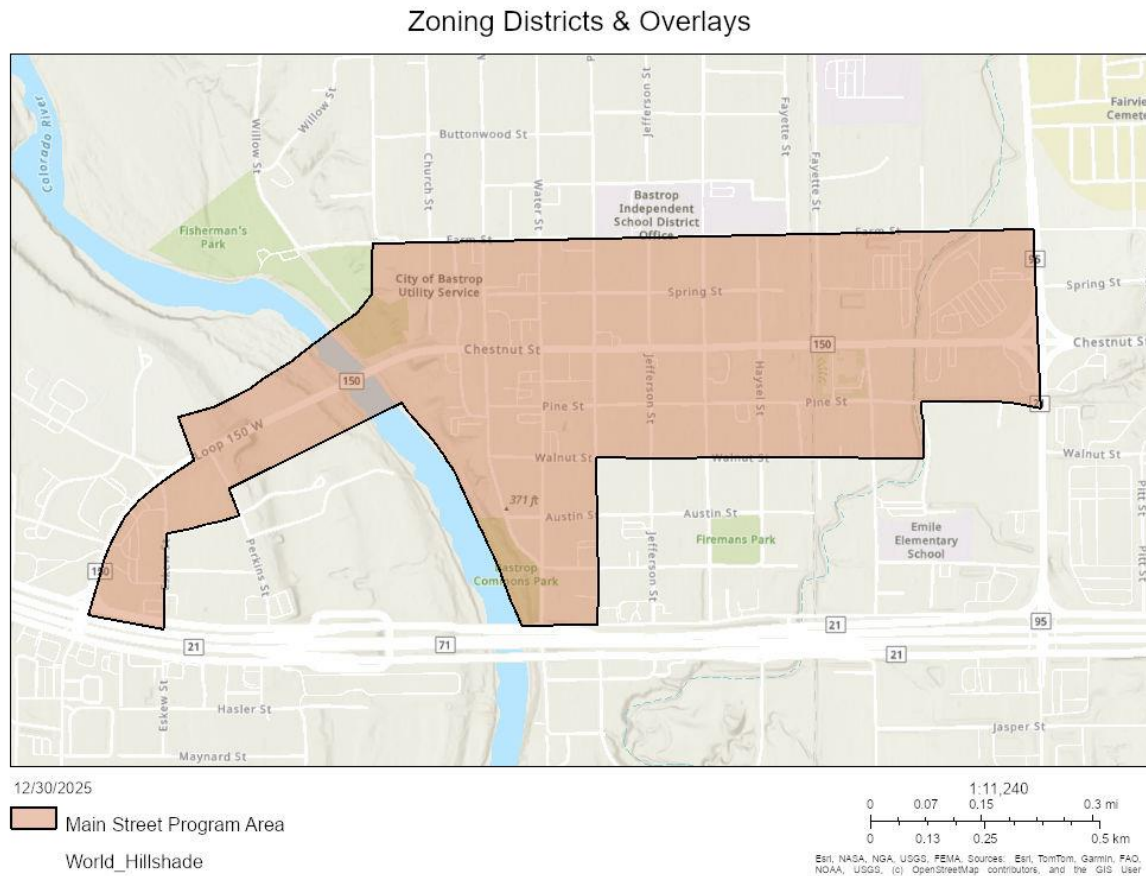 Zoning Districts & Overlays
Colorado River
Willow St
Willow St
Buttonwood St
Church St
Water St
Jefferson St
Fayette St
Fayette St
Fairvie
Cemete
Fisherman's
Park
Bastrop
Independent
School District
Office
Farm St
Farm St
95
City of Bastrop
Utility Service
Spring St
Spring St
Chestnut St
150
Chestnut St
150
Jefferson St
Haysel St
Pine St
Pine St
21
Loop 150 W
Walnut St
Walnut St
Walnut St
371 ft
Austin St
Austin St
Firemans Park
Emile
Elementary
School
Pitt St
Pitt St
Perkins St
Bastrop
Commons Park
Jefferson St
150
21
71
21
95
21
Eskew St
Hasler St
Maynard St
Jasper St
12/30/2025
1:11,240
Main Street Program Area
World_Hillshade
0 0.07 0.15 0.3 mi
0 0.13 0.25 0.5 km
Esri, NASA, NGA, USGS, FEMA, Sources: Esri, TomTom, Garmin, FAO,
NOAA, USGS, (c) OpenStreetMap contributors, and the GIS User